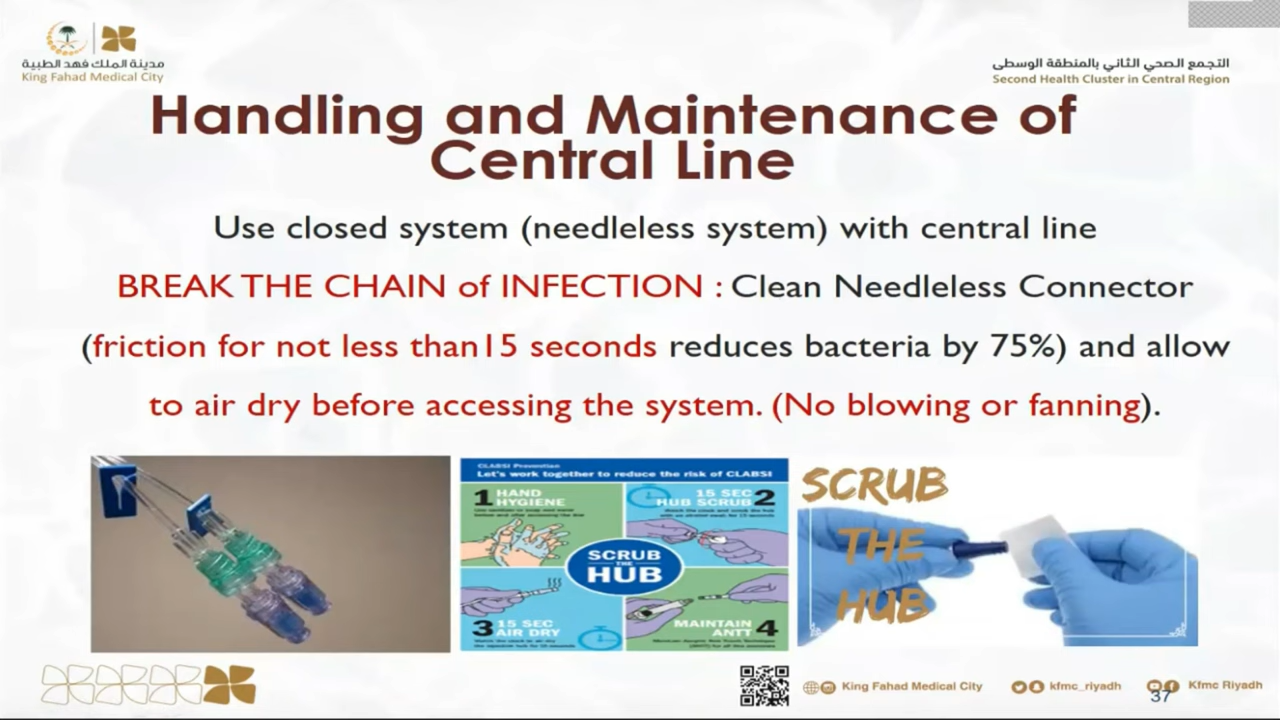 مدينة الملك فهد الطبية
King Fahad Medical City
التجمع الصحي الثاني بالمنطقة الوسطى
Second Health Cluster in Central Region
Handling and Maintenance of
Central Line
Use closed system (needleless system) with central line
BREAK THE CHAIN of INFECTION : Clean Needleless Connector
(friction for not less than15 seconds reduces bacteria by 75%) and allow
to air dry before accessing the system. (No blowing or fanning).
CLABSI Prevention
Let's work together to reduce the risk of CLABSI
1 HAND
HYGIENE
15 SEC 2
HUB SCRUB
SCRUB
THE
HUB
3 15 SEC
AIR DRY
MAINTAIN
ANTT 4
SCRUB
THE
HUB
King Fahad Medical City
kfmc_riyadh
Kfmc Riyadh
37